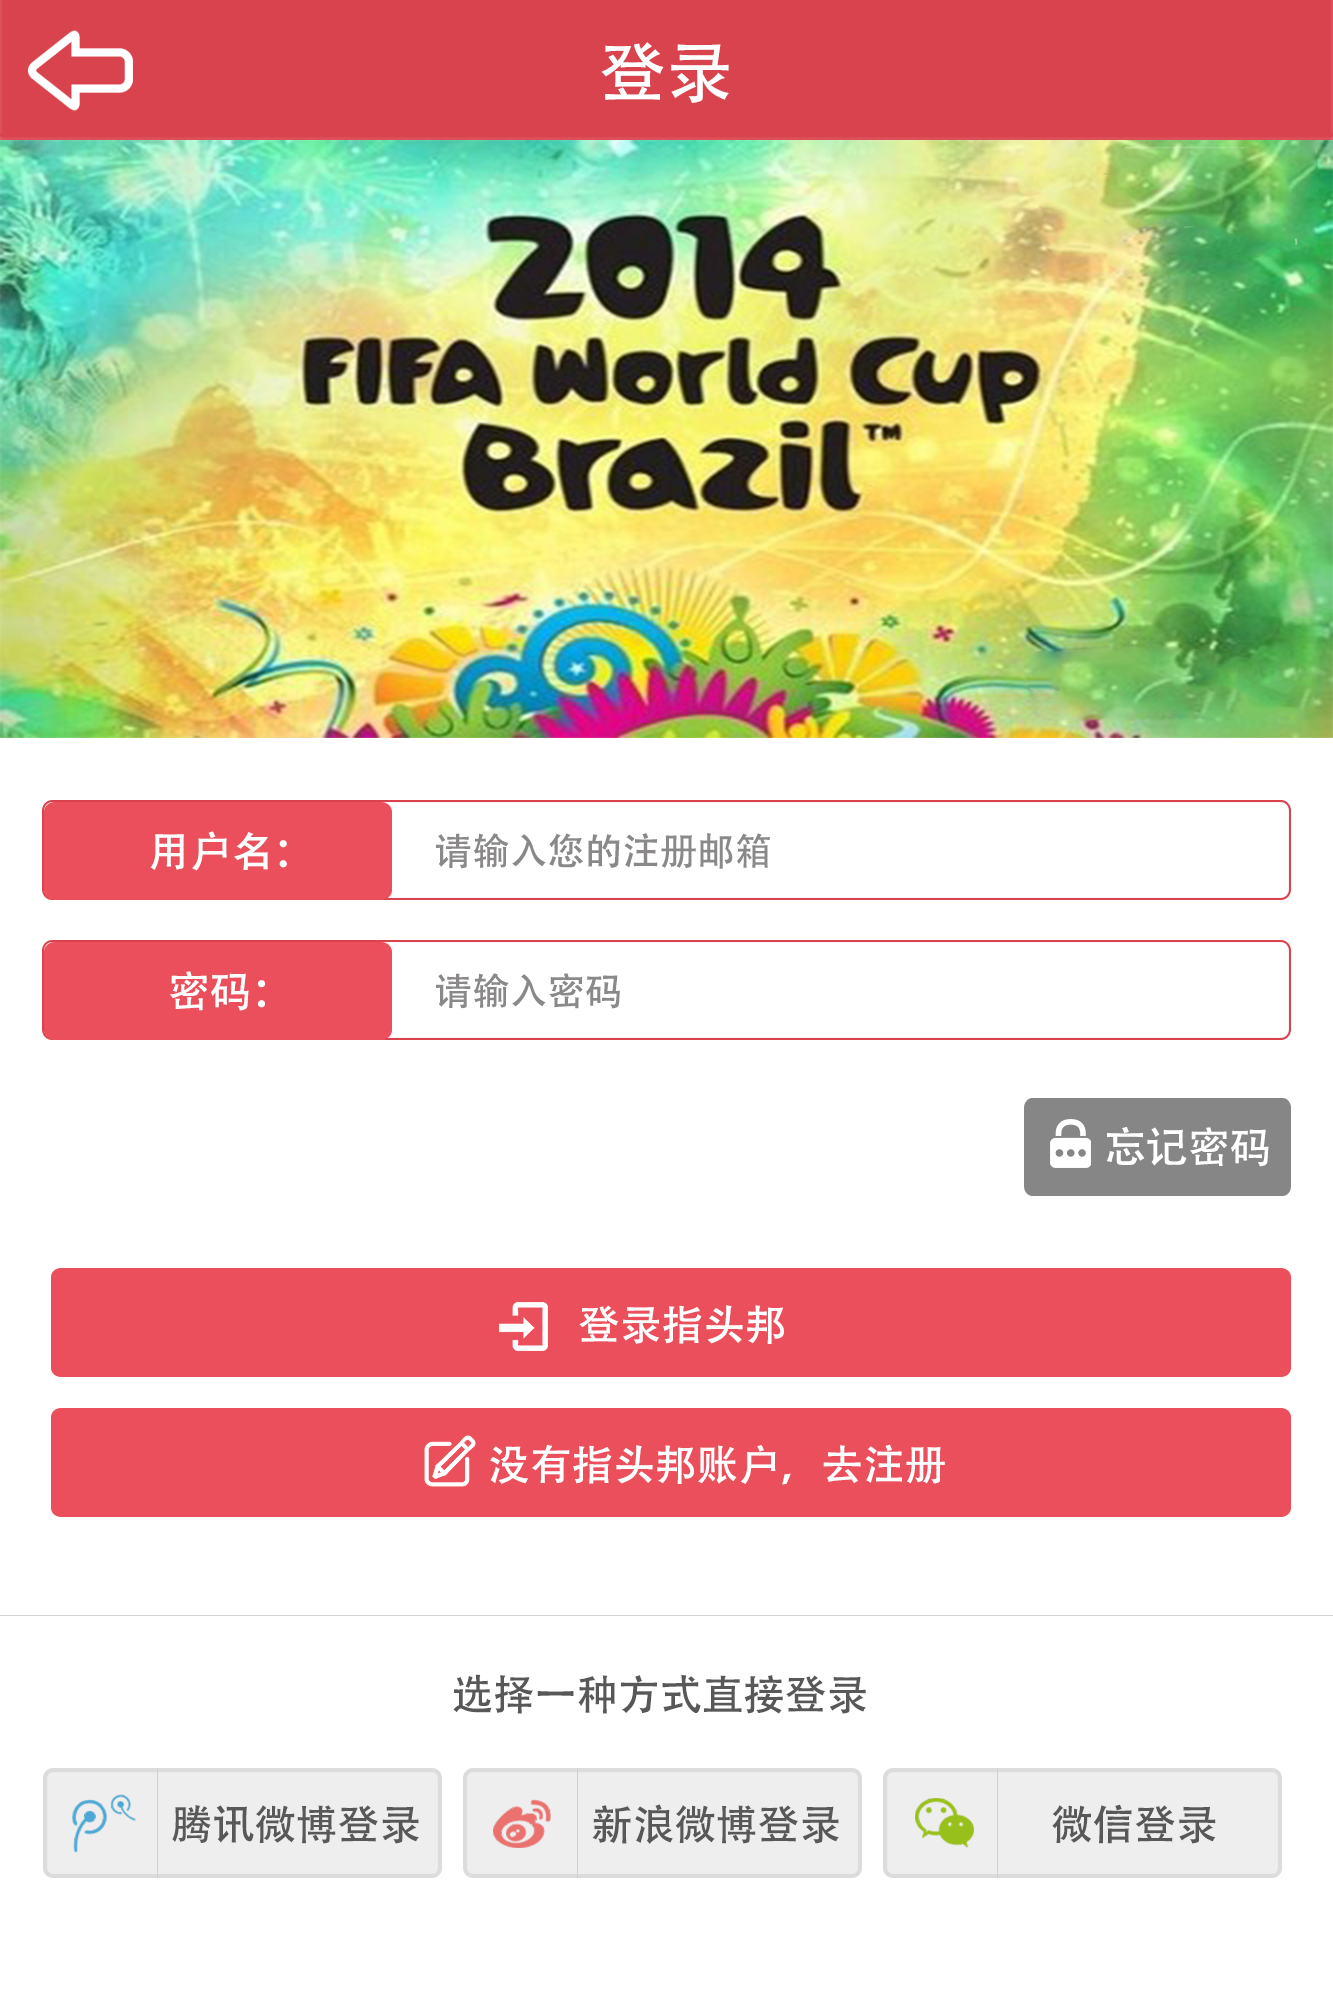 登录
2014
FIFA World Cup
Brazil™
用户名：
请输入您的注册邮箱
密码：
请输入密码
忘记密码
登录指头邦
没有指头邦账户，去注册
选择一种方式直接登录
腾讯微博登录
新浪微博登录
微信登录